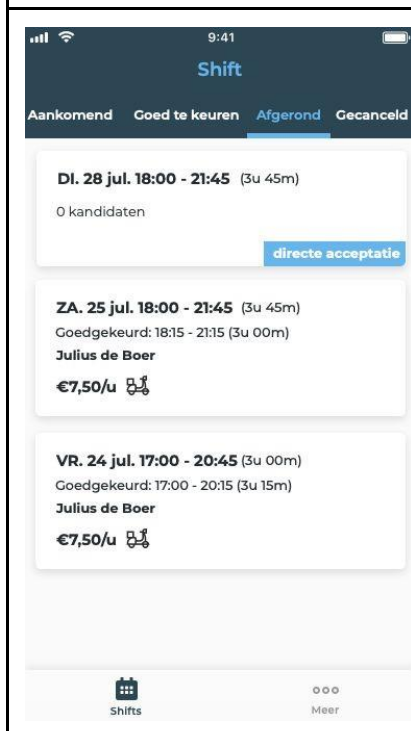 9:41
Shift
Aankomend Goed te keuren Afgerond Gecanceld
DI. 28 jul. 18:00 - 21:45 (3u 45m)
0 kandidaten
directe acceptatie
ZA. 25 jul. 18:00 - 21:45 (3u 45m)
Goedgekeurd: 18:15 - 21:15 (3u 00m)
Julius de Boer
€7,50/u
VR. 24 jul. 17:00 - 20:45 (3u 00m)
Goedgekeurd: 17:00 - 20:15 (3u 15m)
Julius de Boer
€7,50/u
Shifts Meer